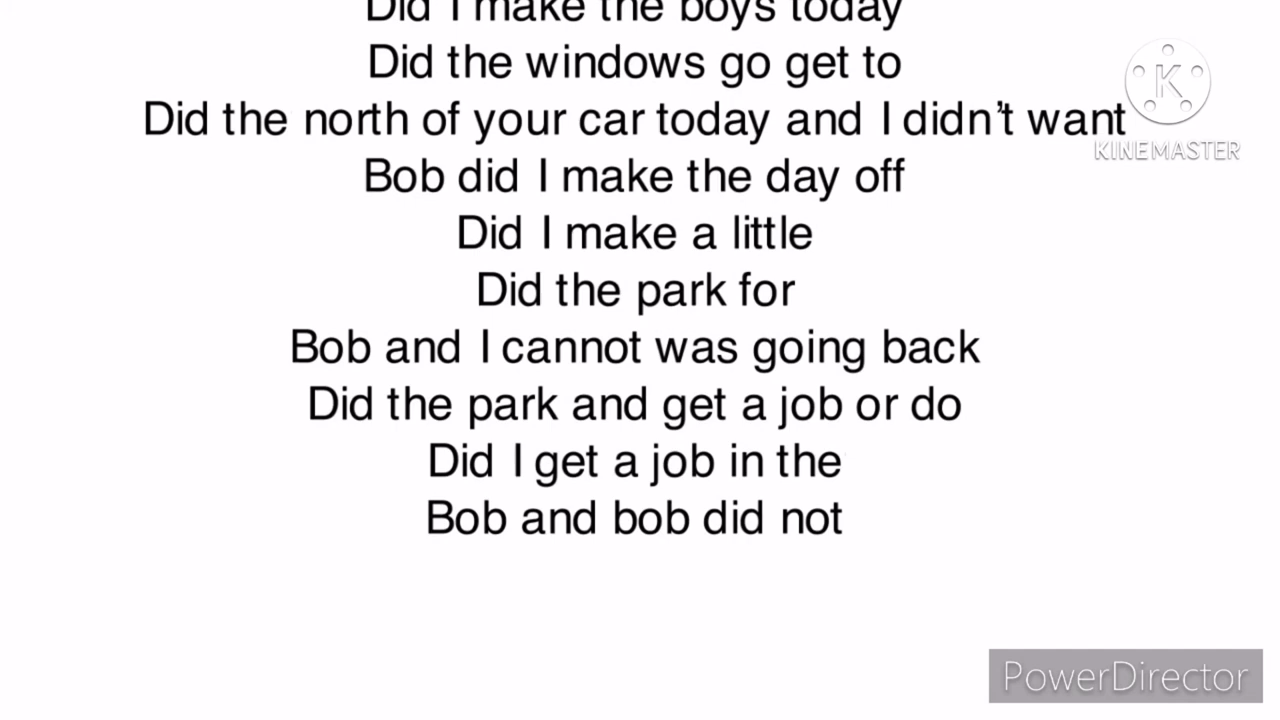 Did I make the boys today
Did the windows go get to
Did the north of your car today and I didn’t want
Bob did I make the day off
Did I make a little
Did the park for
Bob and I cannot was going back
Did the park and get a job or do
Did I get a job in the
Bob and bob did not
K
KINEMASTER
PowerDirector